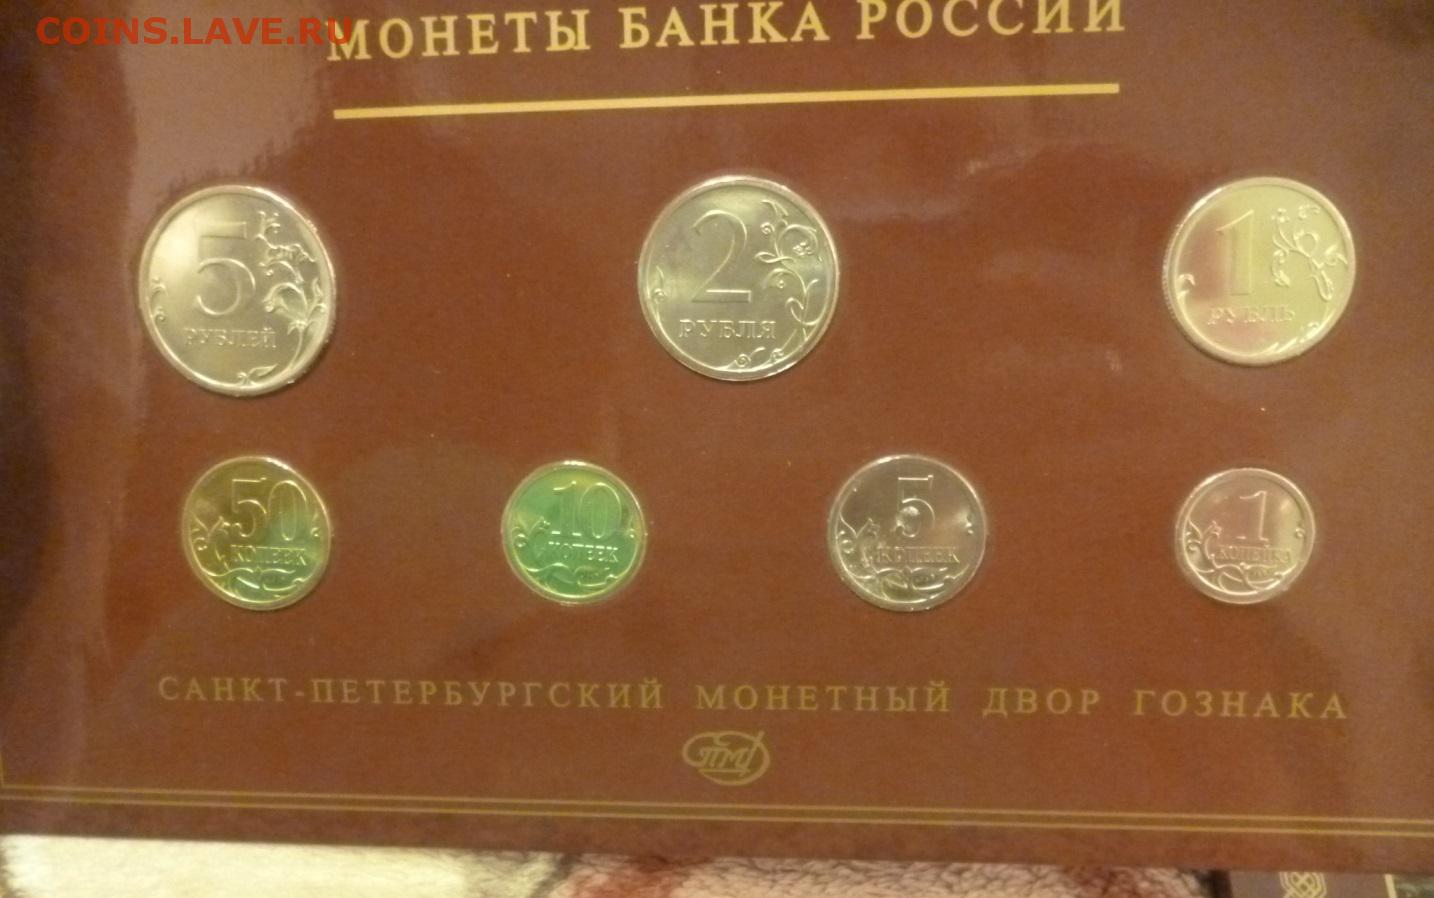 COINS.LAVE.RU
МОНЕТЫ БАНКА РОССИИ
5
РУБЛЕЙ
2
РУБЛЯ
1
РУБЛЬ
50
КОПЕЕК
10
КОПЕЕК
5
КОПЕЕК
1
КОПЕЙКА
САНКТ-ПЕТЕРБУРГСКИЙ МОНЕТНЫЙ ДВОР ГОЗНАКА
СПМД